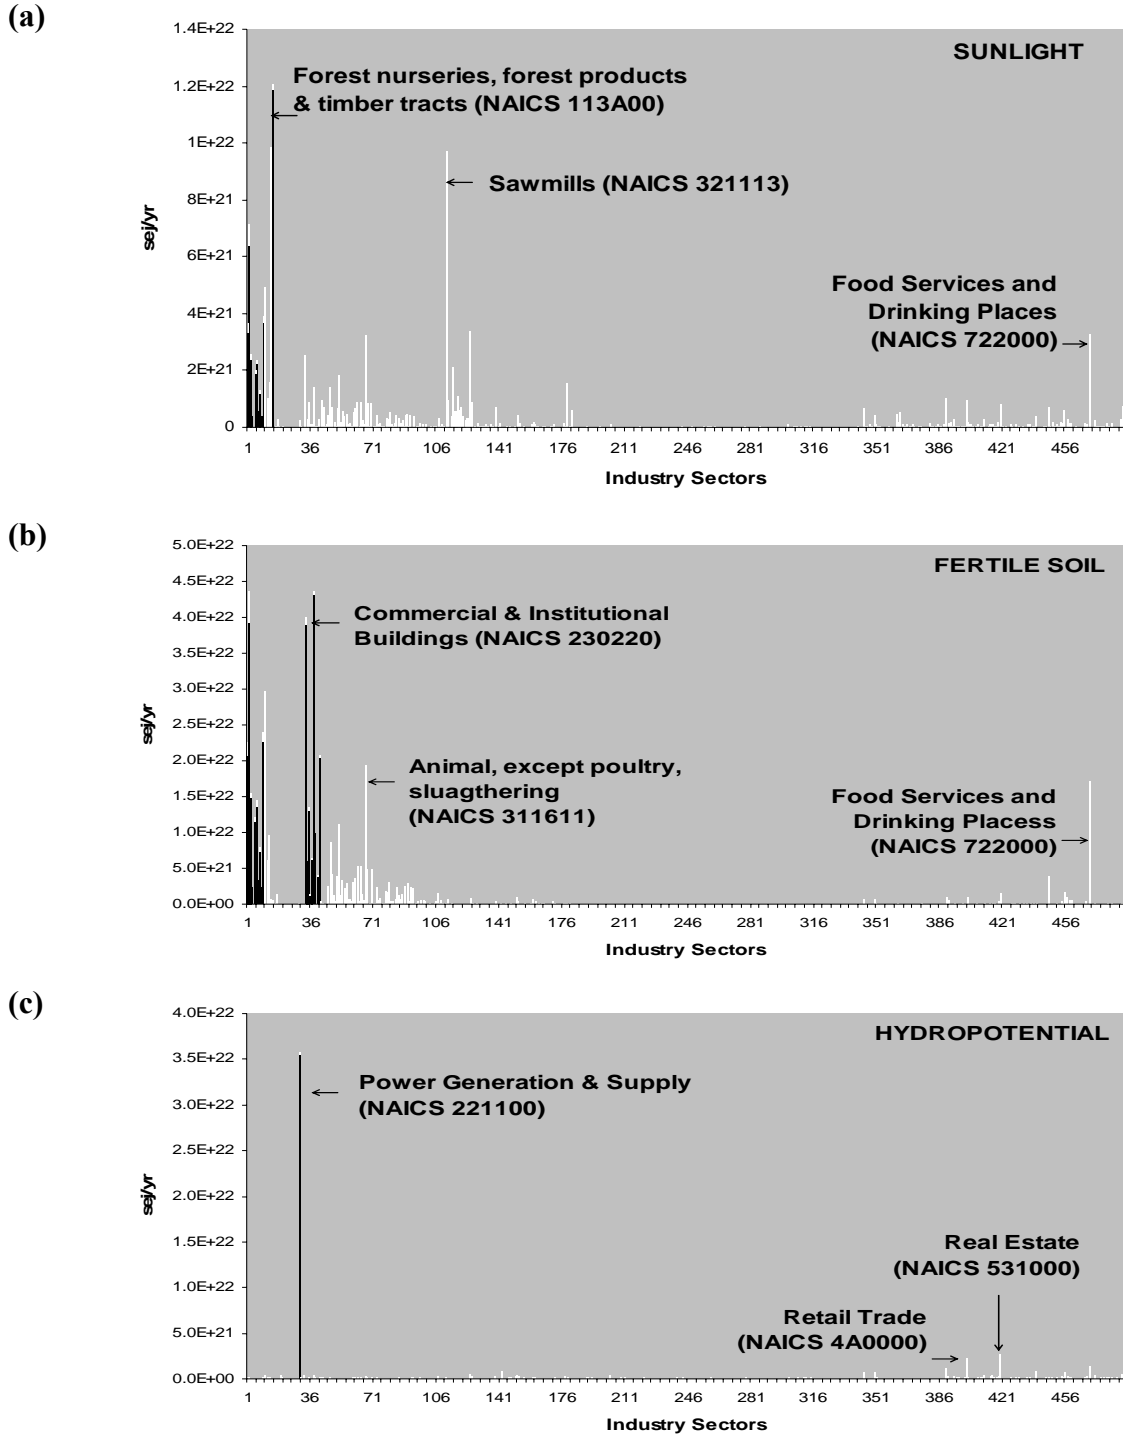 (a)
1.4E+22
1.2E+22
1E+22
8E+21
6E+21
4E+21
2E+21
0
sej/yr
SUNLIGHT
Forest nurseries, forest products
& timber tracts (NAICS 113A00)
Sawmills (NAICS 321113)
Food Services and
Drinking Places
(NAICS 722000)
1 36 71 106 141 176 211 246 281 316 351 386 421 456
Industry Sectors
(b)
5.0E+22
4.5E+22
4.0E+22
3.5E+22
3.0E+22
2.5E+22
2.0E+22
1.5E+22
1.0E+22
5.0E+21
0.0E+00
sej/yr
FERTILE SOIL
Commercial & Institutional
Buildings (NAICS 230220)
Animal, except poultry,
sluagthering
(NAICS 311611)
Food Services and
Drinking Placess
(NAICS 722000)
1 36 71 106 141 176 211 246 281 316 351 386 421 456
Industry Sectors
(c)
4.0E+22
3.5E+22
3.0E+22
2.5E+22
2.0E+22
1.5E+22
1.0E+22
5.0E+21
0.0E+00
sej/yr
HYDROPOTENTIAL
Power Generation & Supply
(NAICS 221100)
Real Estate
(NAICS 531000)
Retail Trade
(NAICS 4A0000)
1 36 71 106 141 176 211 246 281 316 351 386 421 456
Industry Sectors